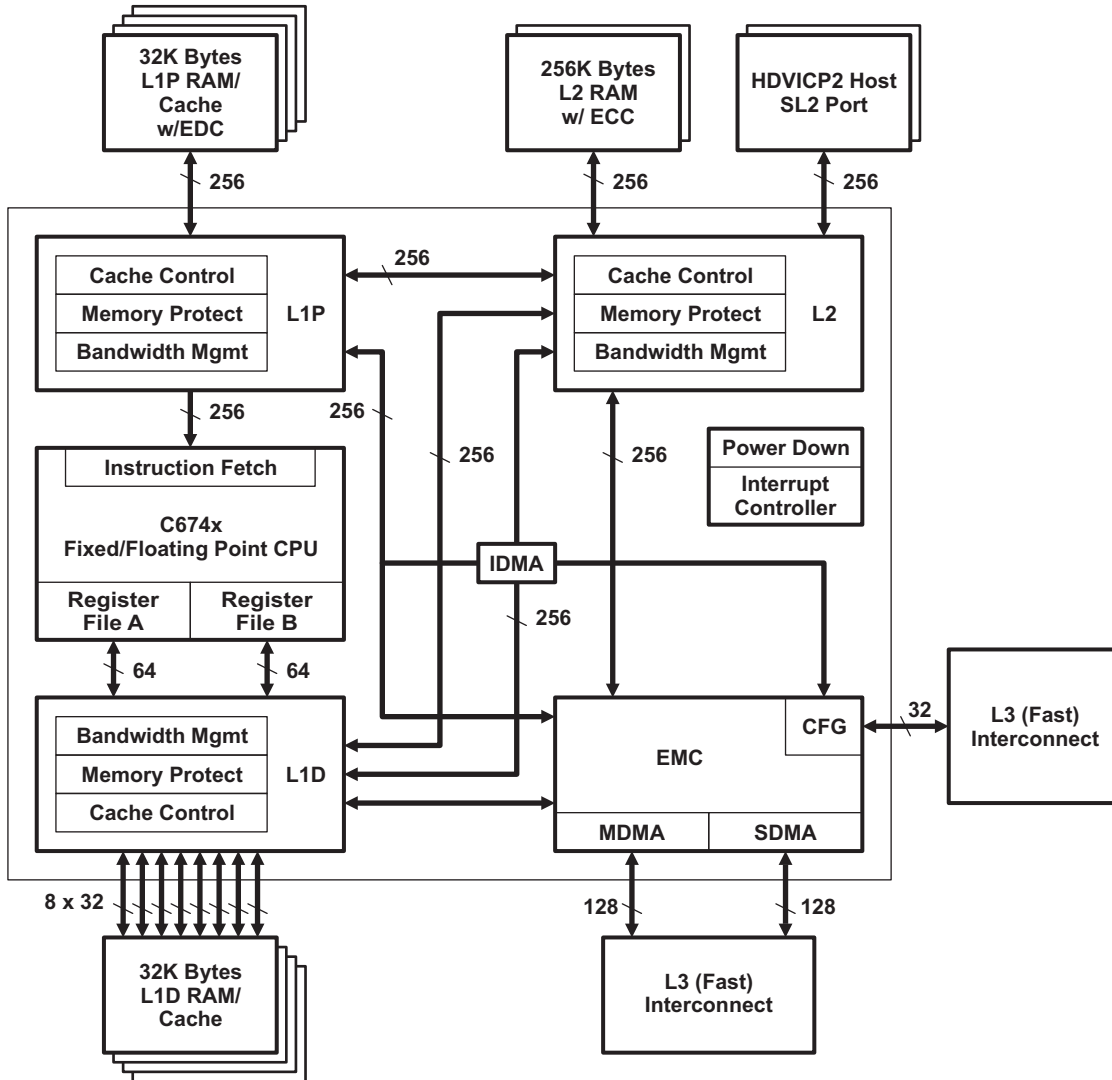 32K Bytes
L1P RAM/
Cache
w/EDC
256K Bytes
L2 RAM
w/ ECC
HDVICP2 Host
SL2 Port
256
256
256
Cache Control
Memory Protect
Bandwidth Mgmt
L1P
256
Cache Control
Memory Protect
Bandwidth Mgmt
L2
256
256
256
256
Power Down
Interrupt
Controller
Instruction Fetch
C674x
Fixed/Floating Point CPU
Register
File A
Register
File B
IDMA
256
64
64
Bandwidth Mgmt
Memory Protect
Cache Control
L1D
EMC
CFG
32
L3 (Fast)
Interconnect
MDMA
SDMA
8 x 32
128
128
32K Bytes
L1D RAM/
Cache
L3 (Fast)
Interconnect